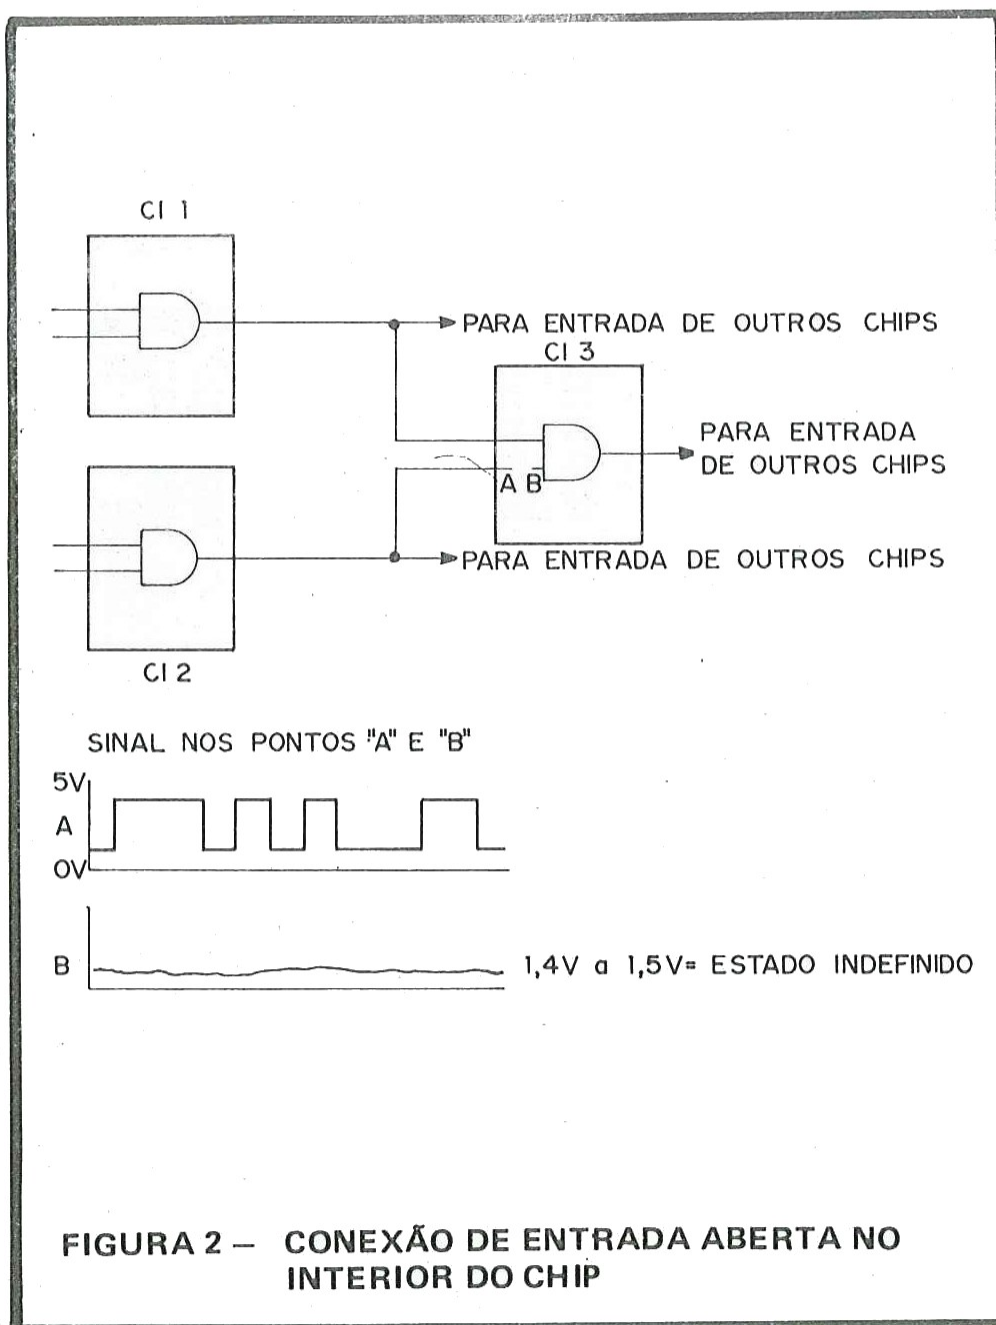 CI 1
PARA ENTRADA DE OUTROS CHIPS
CI 3
PARA ENTRADA
DE OUTROS CHIPS
A B
PARA ENTRADA DE OUTROS CHIPS
CI 2
SINAL NOS PONTOS "A" E "B"
5V
A
0V
B
1,4V a 1,5V= ESTADO INDEFINIDO
FIGURA 2 – CONEXÃO DE ENTRADA ABERTA NO
INTERIOR DO CHIP